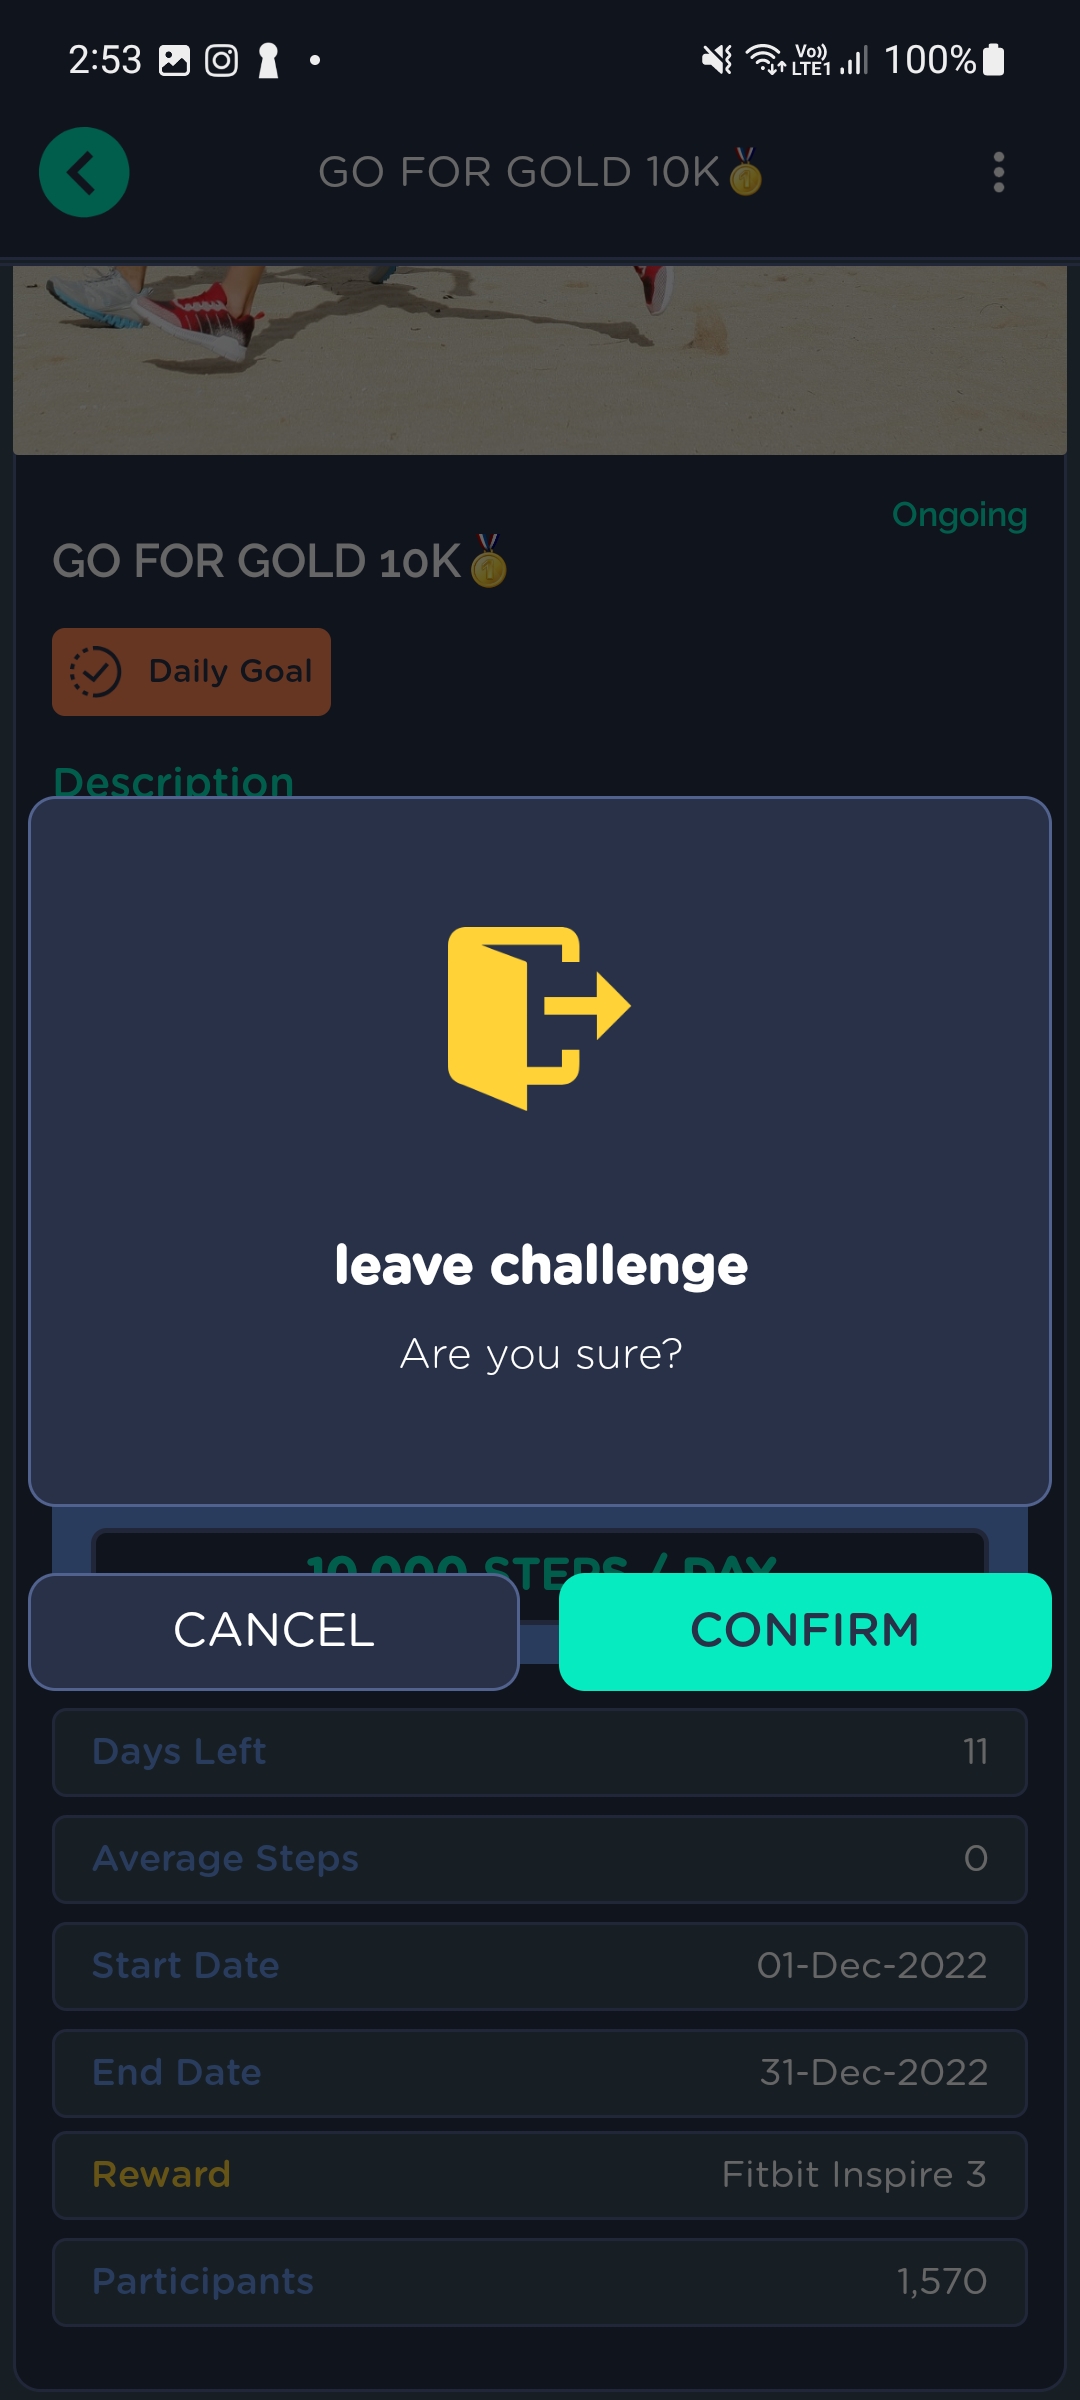 2:53 Vo)) LTE1 100%
GO FOR GOLD 10K🥇
Ongoing
GO FOR GOLD 10K🥇
Daily Goal
Description
leave challenge
Are you sure?
10,000 STEPS / DAY
CANCEL CONFIRM
Days Left 11
Average Steps 0
Start Date 01-Dec-2022
End Date 31-Dec-2022
Reward Fitbit Inspire 3
Participants 1,570